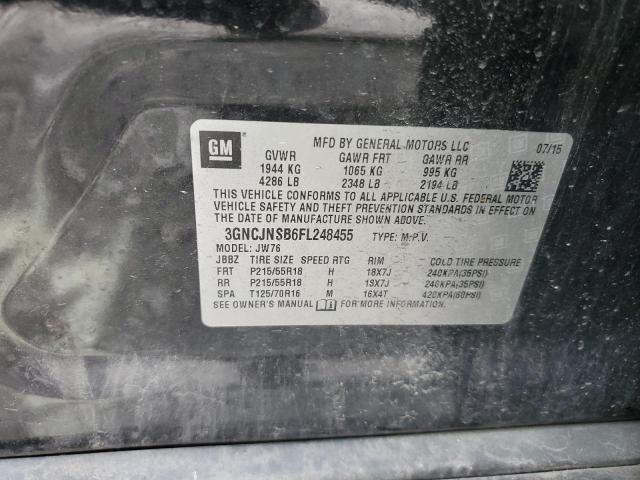 GM
MFD BY GENERAL MOTORS LLC 07/15
GVWR GAWR FRT GAWR RR
1944 KG 1065 KG 995 KG
4286 LB 2348 LB 2194 LB
THIS VEHICLE CONFORMS TO ALL APPLICABLE U.S. FEDERAL MOTOR
VEHICLE SAFETY AND THEFT PREVENTION STANDARDS IN EFFECT ON
THE DATE OF MANUFACTURE SHOWN ABOVE.
3GNCJNSB6FL248455 TYPE: M.P.V.
MODEL: JW76
JBBZ TIRE SIZE SPEED RTG RIM COLD TIRE PRESSURE
FRT P215/55R18 H 18X7J 240KPA(35PSI)
RR P215/55R18 H 18X7J 240KPA(35PSI)
SPA T125/70R16 M 16X4T 420KPA(60PSI)
SEE OWNER'S MANUAL FOR MORE INFORMATION.